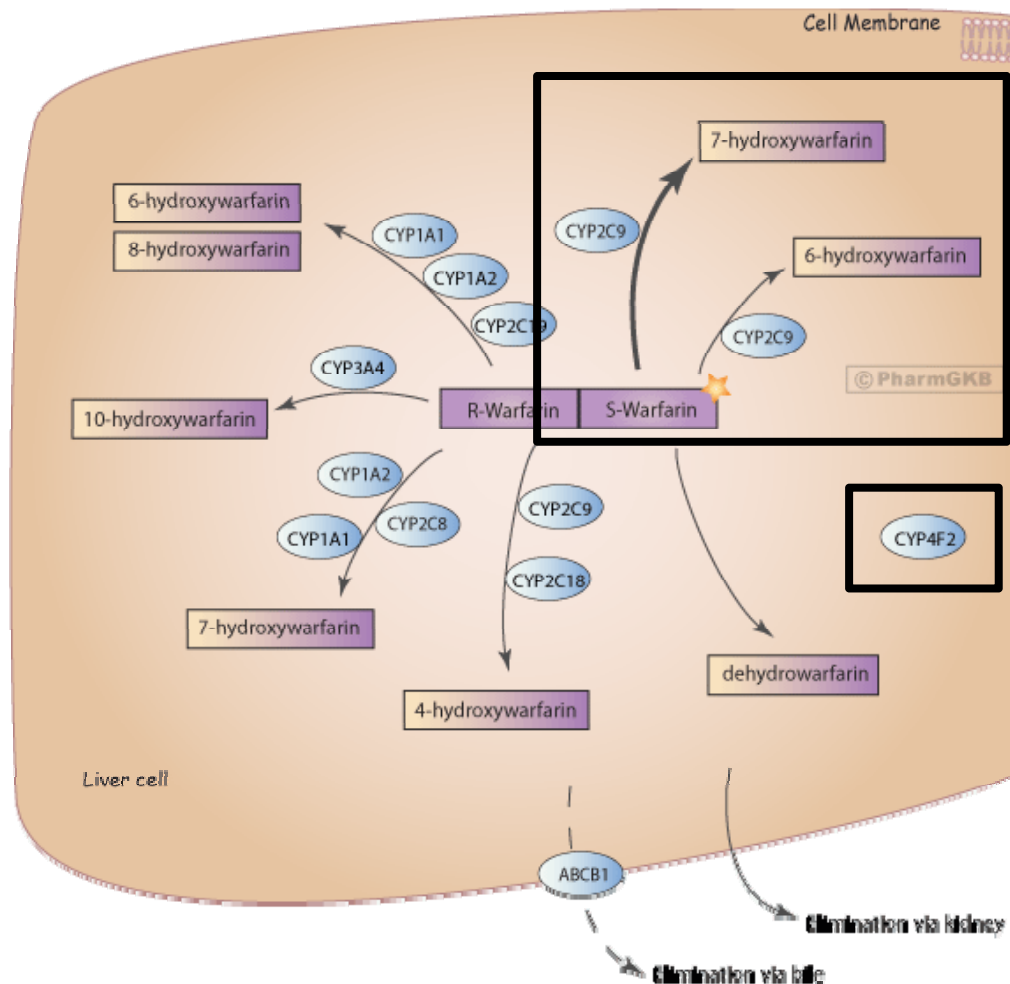 Cell Membrane
7-hydroxywarfarin
6-hydroxywarfarin
8-hydroxywarfarin
CYP1A1
CYP1A2
CYP2C19
CYP2C9
6-hydroxywarfarin
CYP2C9
CYP3A4
© PharmGKB
10-hydroxywarfarin
R-Warfarin
S-Warfarin
CYP1A2
CYP2C8
CYP1A1
CYP2C9
CYP2C18
CYP4F2
7-hydroxywarfarin
4-hydroxywarfarin
dehydrowarfarin
Liver cell
ABCB1
Elimination via kidney
Elimination via bile